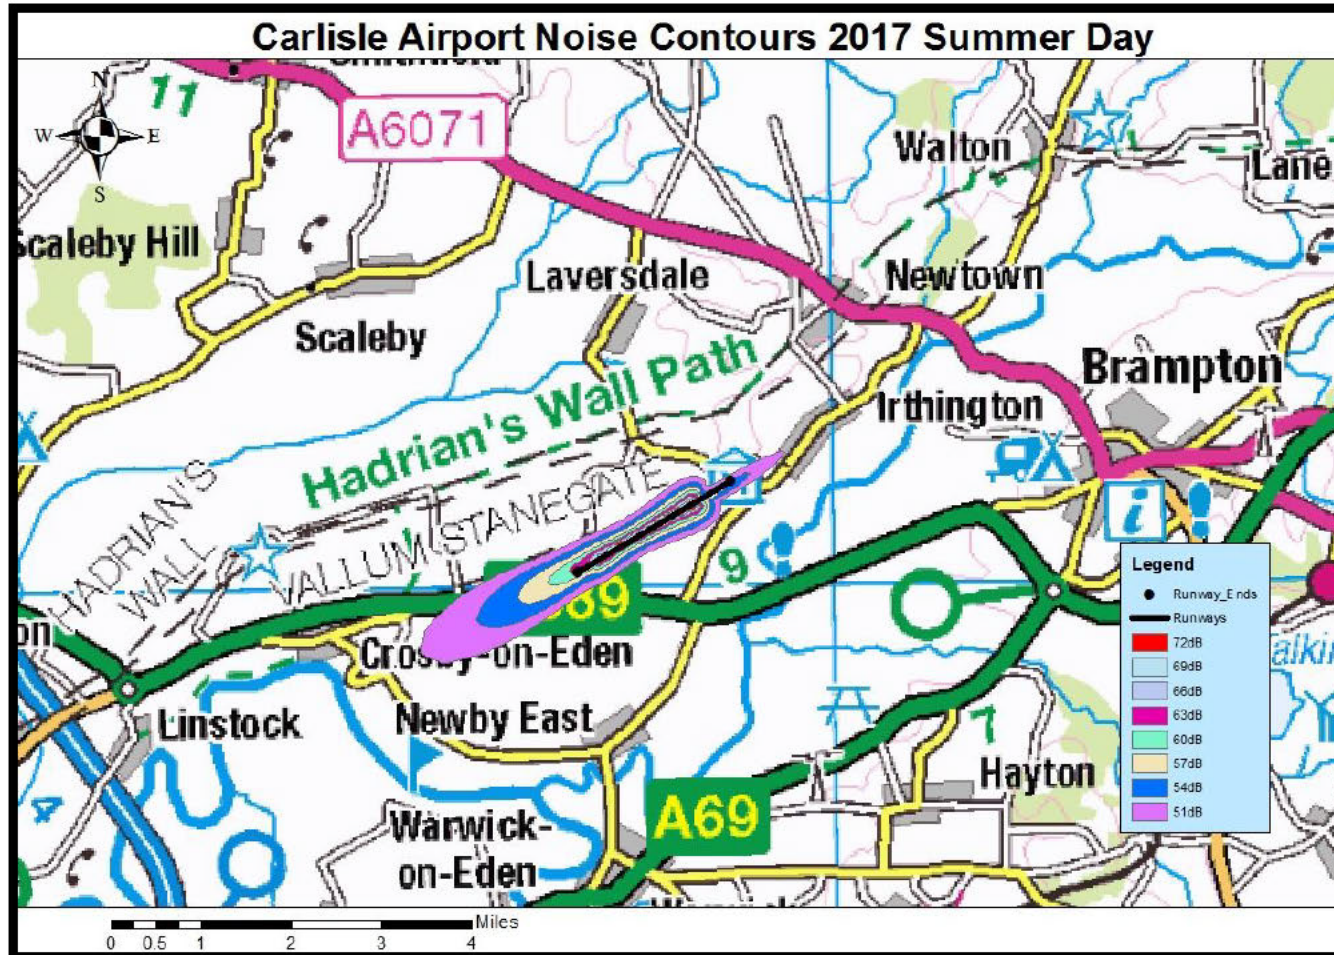 Carlisle Airport Noise Contours 2017 Summer Day
N
W E
S
11
A6071
Walton
Lane
Scaleby Hill
Laversdale
Newtown
Scaleby
Hadrian's Wall Path
Brampton
Irthington
HADRIAN'S
WALL
VALLUM
STANEGATE
9
i
Crosby-on-Eden
Linstock
Newby East
7
Hayton
4
A69
Warwick-
on-Eden
Legend
Runway_Ends
Runways
72dB
69dB
66dB
63dB
60dB
57dB
54dB
51dB
Miles
0 0.5 1 2 3 4